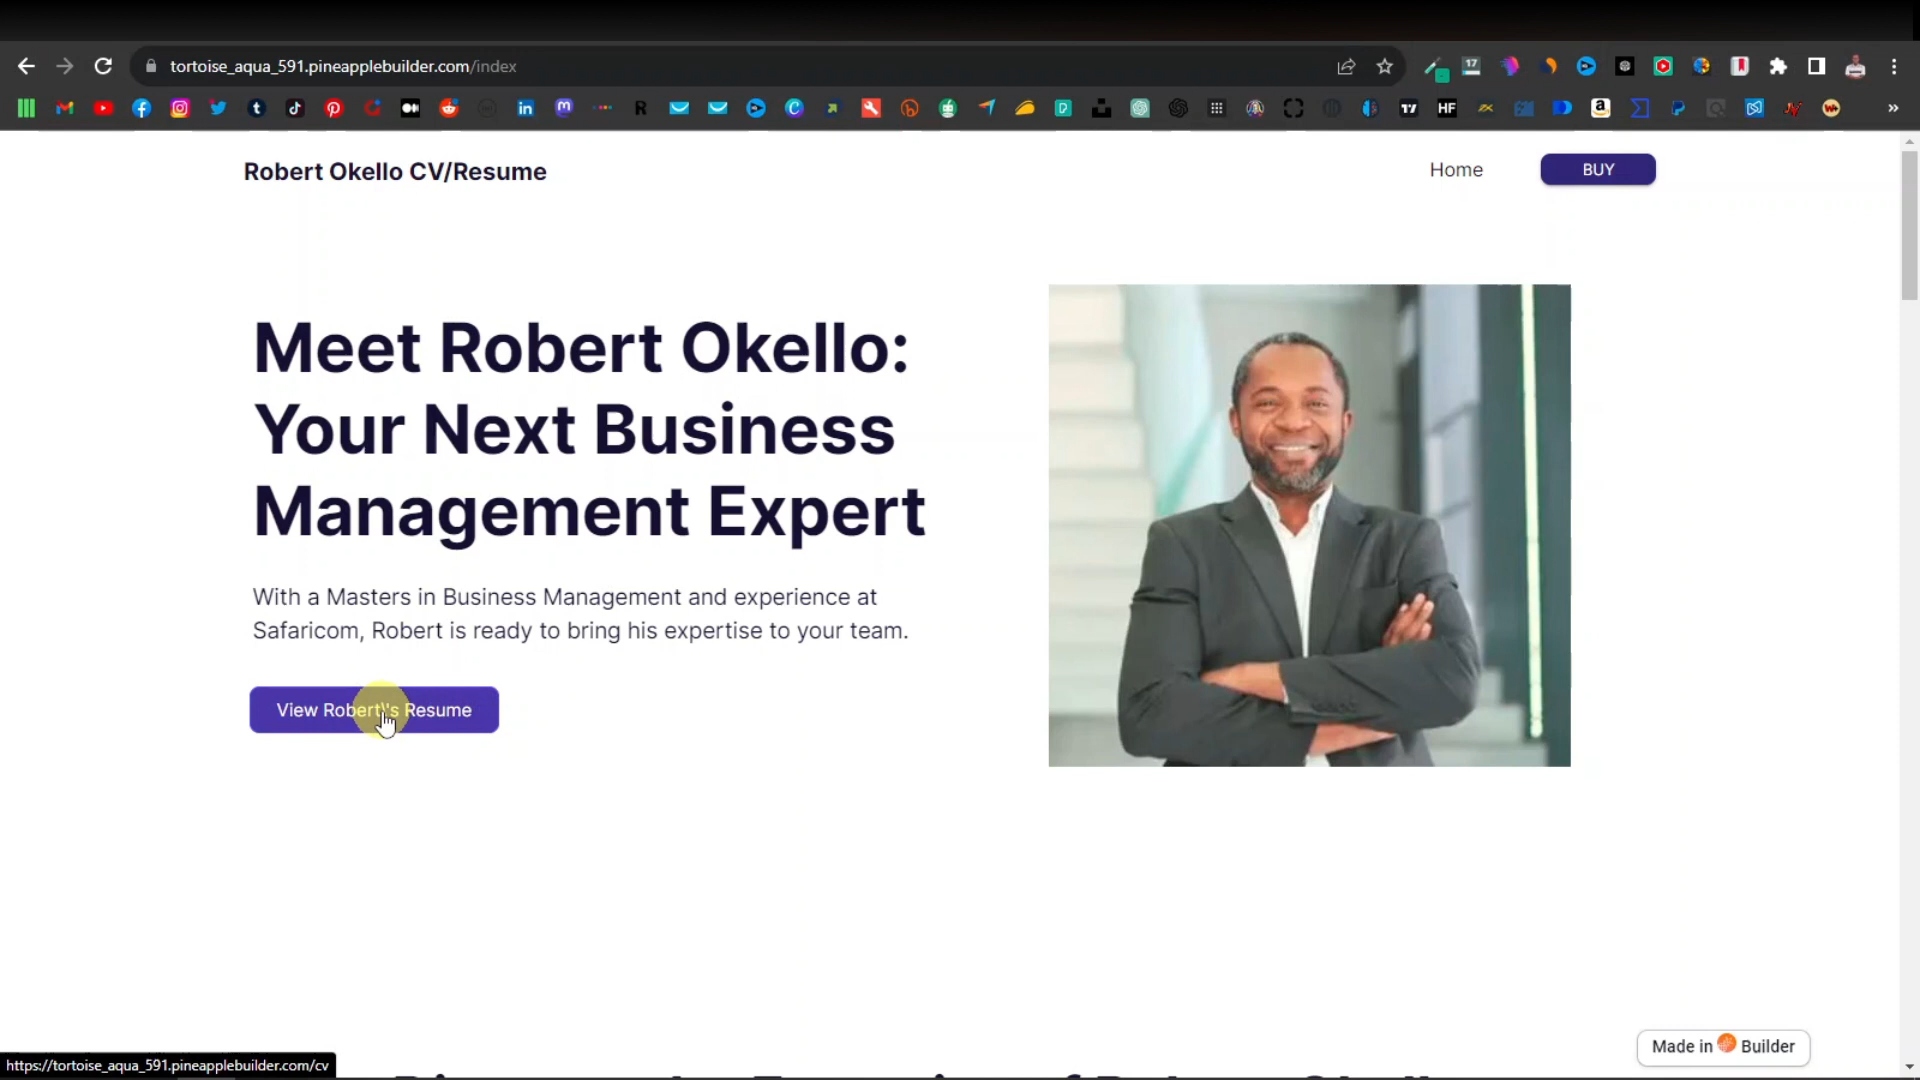 tortoise_aqua_591.pineapplebuilder.com/index
Robert Okello CV/Resume
Home
BUY
Meet Robert Okello:
Your Next Business
Management Expert
With a Masters in Business Management and experience at
Safaricom, Robert is ready to bring his expertise to your team.
View Robert\'s Resume
Made in Builder
https://tortoise_aqua_591.pineapplebuilder.com/cv